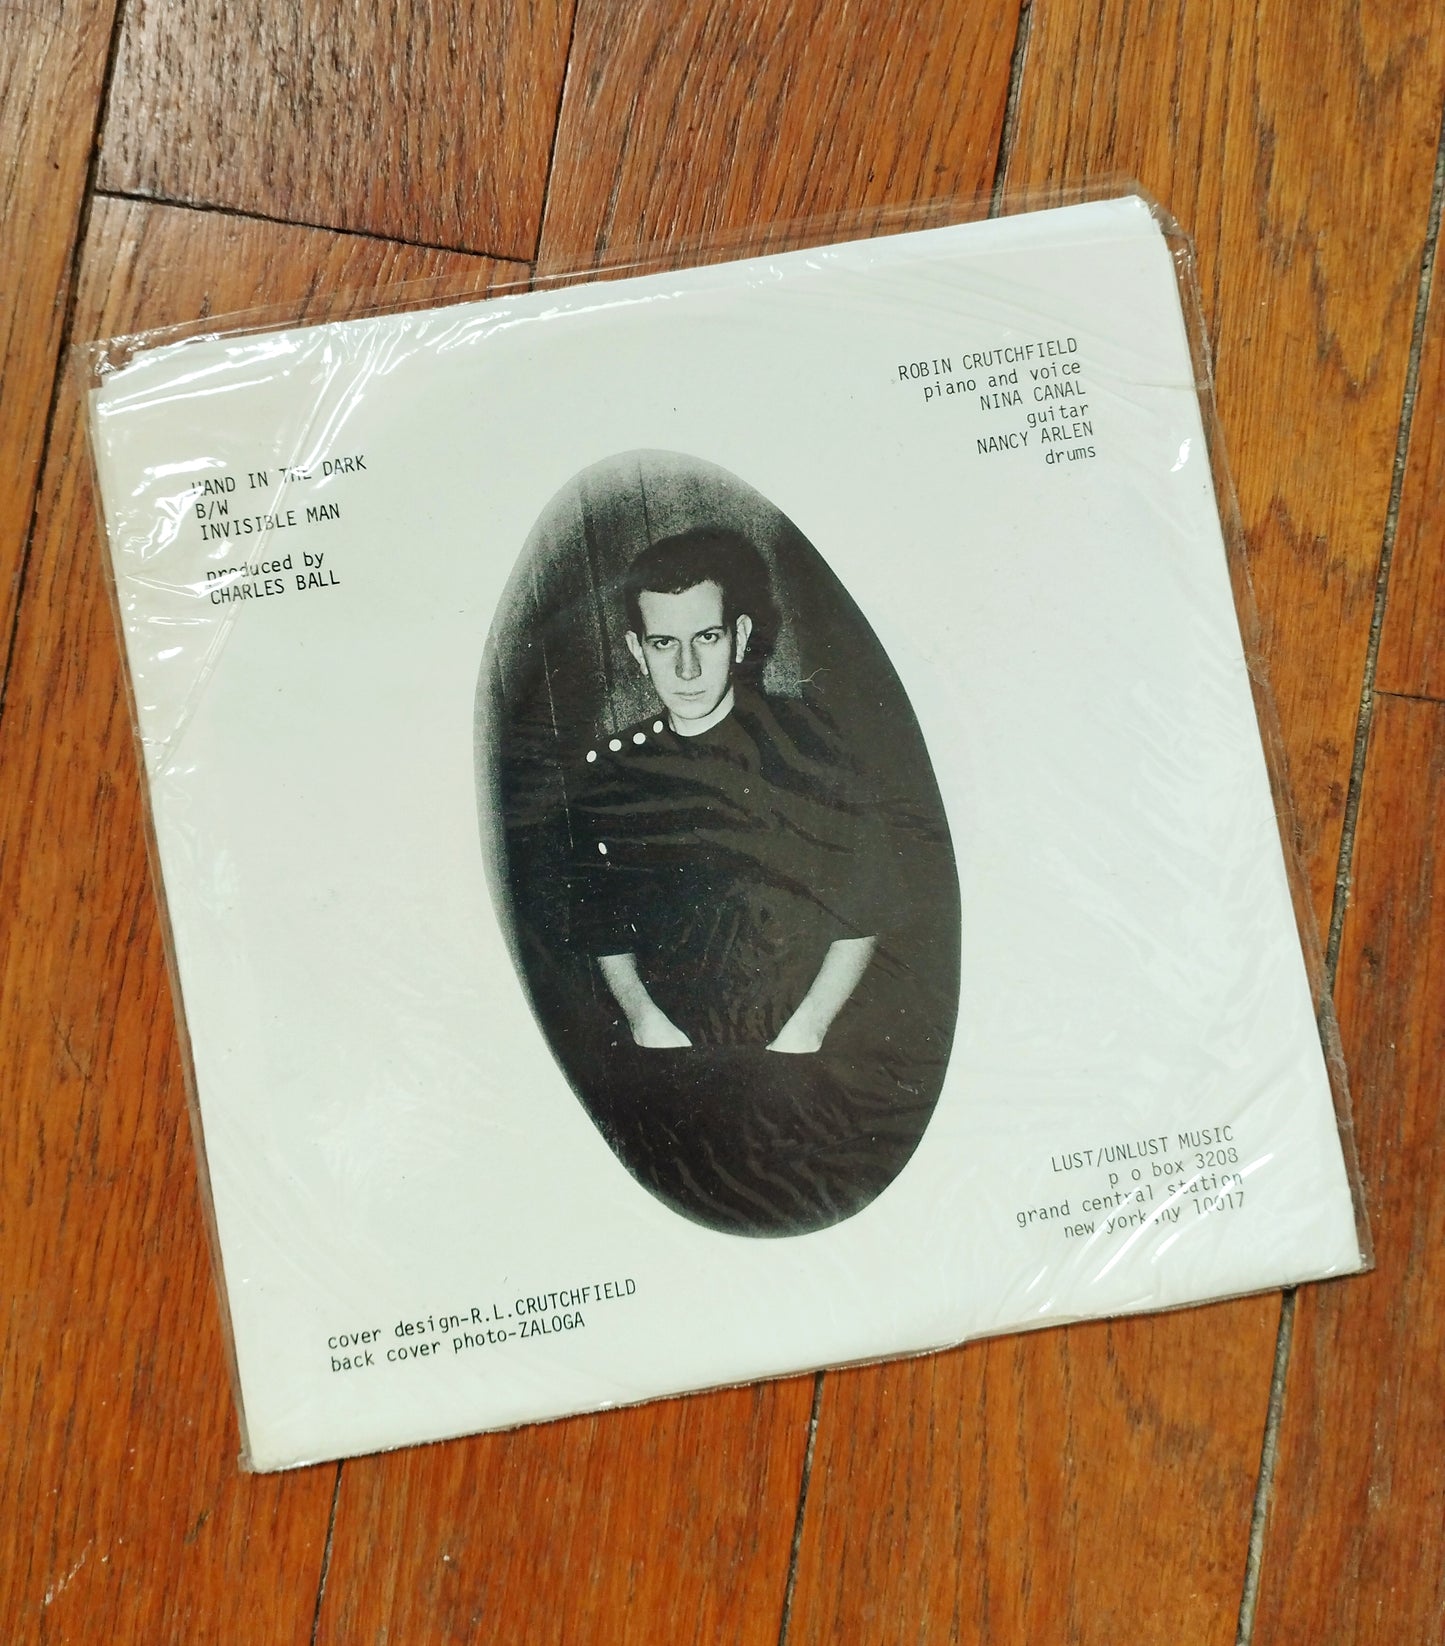 ROBIN CRUTCHFIELD
piano and voice
NINA CANAL
guitar
NANCY ARLEN
drums
HAND IN THE DARK
B/W
INVISIBLE MAN
produced by
CHARLES BALL
LUST/UNLUST MUSIC
p o box 3208
grand central station
new york,ny 10017
cover design-R.L.CRUTCHFIELD
back cover photo-ZALOGA